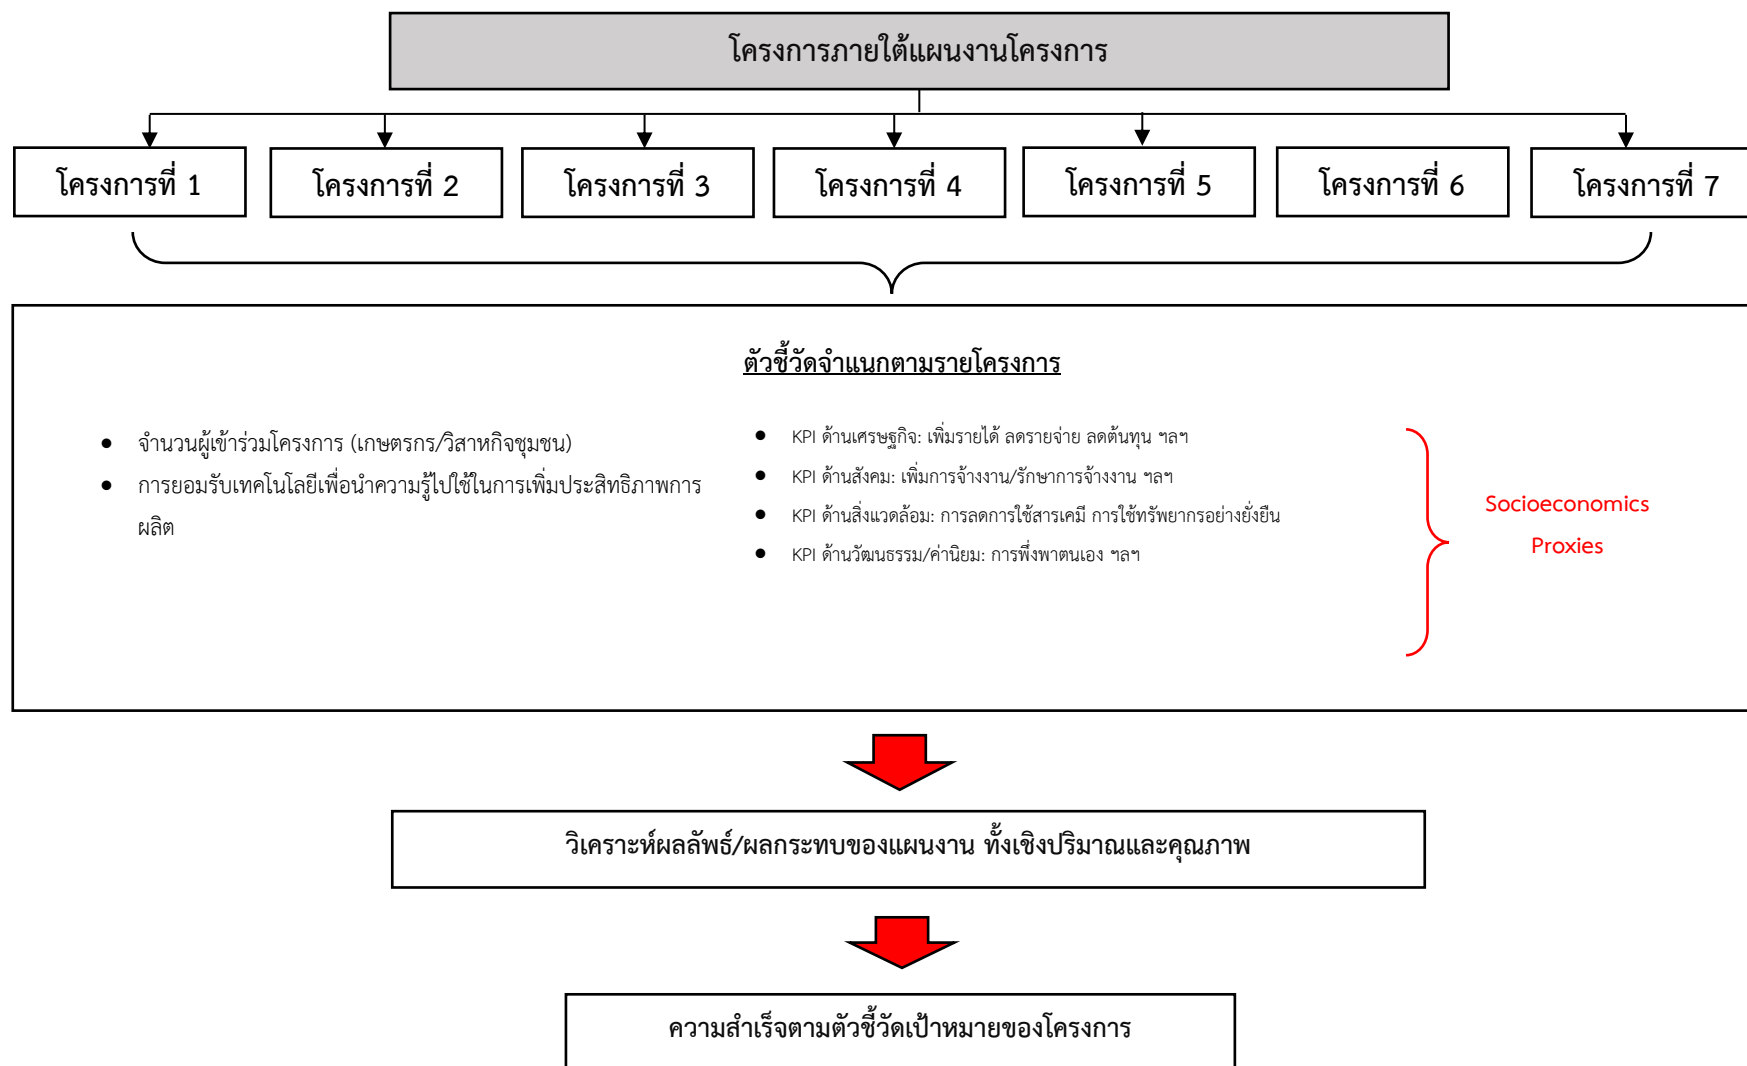 โครงการภายใต้แผนงานโครงการ
โครงการที่ 1
โครงการที่ 2
โครงการที่ 3
โครงการที่ 4
โครงการที่ 5
โครงการที่ 6
โครงการที่ 7
ตัวชี้วัดจำแนกตามรายโครงการ
● จำนวนผู้เข้าร่วมโครงการ (เกษตรกร/วิสาหกิจชุมชน)
● การยอมรับเทคโนโลยีเพื่อนำความรู้ไปใช้ในการเพิ่มประสิทธิภาพการ
ผลิต
● KPI ด้านเศรษฐกิจ: เพิ่มรายได้ ลดรายจ่าย ลดต้นทุน ฯลฯ
● KPI ด้านสังคม: เพิ่มการจ้างงาน/รักษาการจ้างงาน ฯลฯ
● KPI ด้านสิ่งแวดล้อม: การลดการใช้สารเคมี การใช้ทรัพยากรอย่างยั่งยืน
● KPI ด้านวัฒนธรรม/ค่านิยม: การพึ่งพาตนเอง ฯลฯ
Socioeconomics
Proxies
วิเคราะห์ผลลัพธ์/ผลกระทบของแผนงาน ทั้งเชิงปริมาณและคุณภาพ
ความสำเร็จตามตัวชี้วัดเป้าหมายของโครงการ